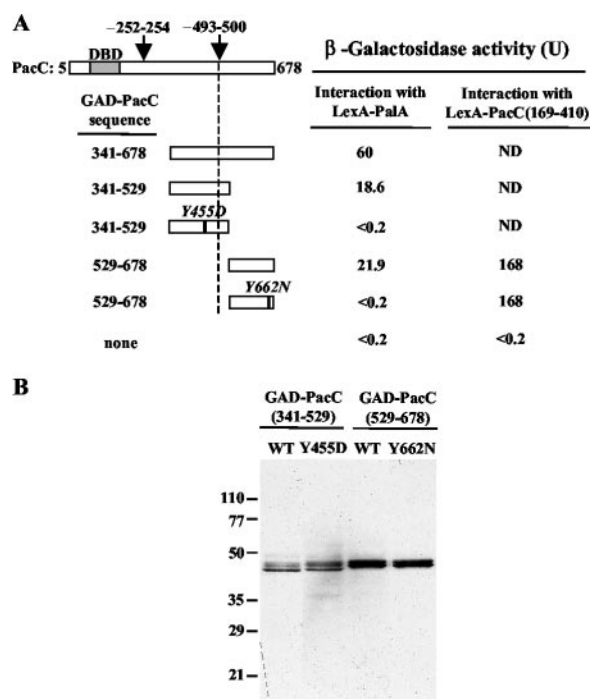 A
~252-254
~493-500
DBD
PacC: 5
678
β -Galactosidase activity (U)
GAD-PacC sequence
Interaction with LexA-PalA
Interaction with LexA-PacC(169-410)
341-678
60
ND
341-529
18.6
ND
Y455D
341-529
<0.2
ND
529-678
21.9
168
Y662N
529-678
<0.2
168
none
<0.2
<0.2
B
GAD-PacC (341-529)
GAD-PacC (529-678)
WT Y455D WT Y662N
110
77
50
35
29
21